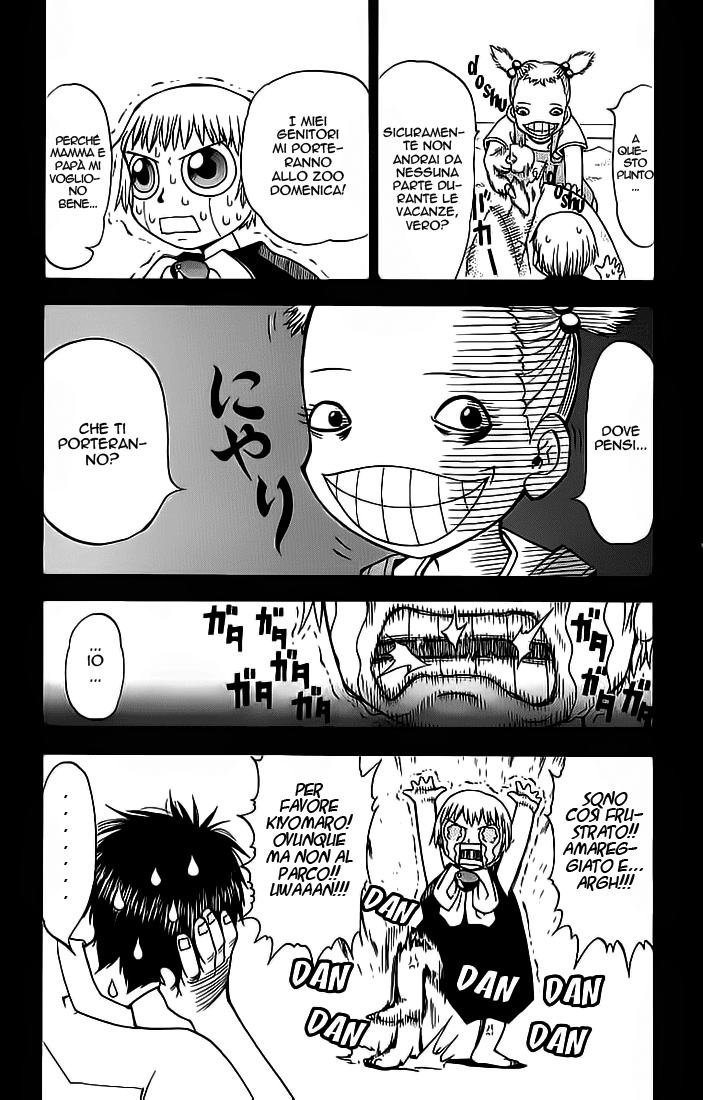 A
QUE-
STO
PUNTO
...
doshu
SICURAMEN-
TE NON
ANDRAI DA
NESSUNA
PARTE DU-
RANTE LE
VACANZE,
VERO?
doshu
バカー
I MIEI
GENITORI
MI PORTE-
RANNO
ALLO ZOO
DOMENICA!
PERCHÉ
MAMMA E
PAPÀ MI
VOGLIO-
NO
BENE...
DOVE
PENSI...
にやり
CHE TI
PORTERAN-
NO?
ガタ
ガタ
ガタ
ガタ
ガタ
ガタ
ガタ
ガタ
...
IO
...
SONO
COSÌ FRU-
STRATO!!
AMAREG-
GIATO E...
ARGH!!!
PER
FAVORE
KIYOMARO!
OVUNQUE
MA NON AL
PARCO!!
UWAAAN!!!
DAN
DAN
DAN
DAN
DAN
DAN
DAN
......